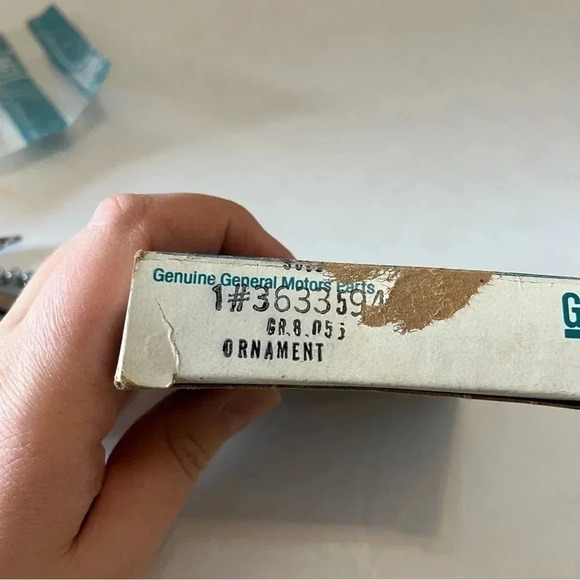 Genuine General Motors Parts
1#3633594
GR.8.055
ORNAMENT
G